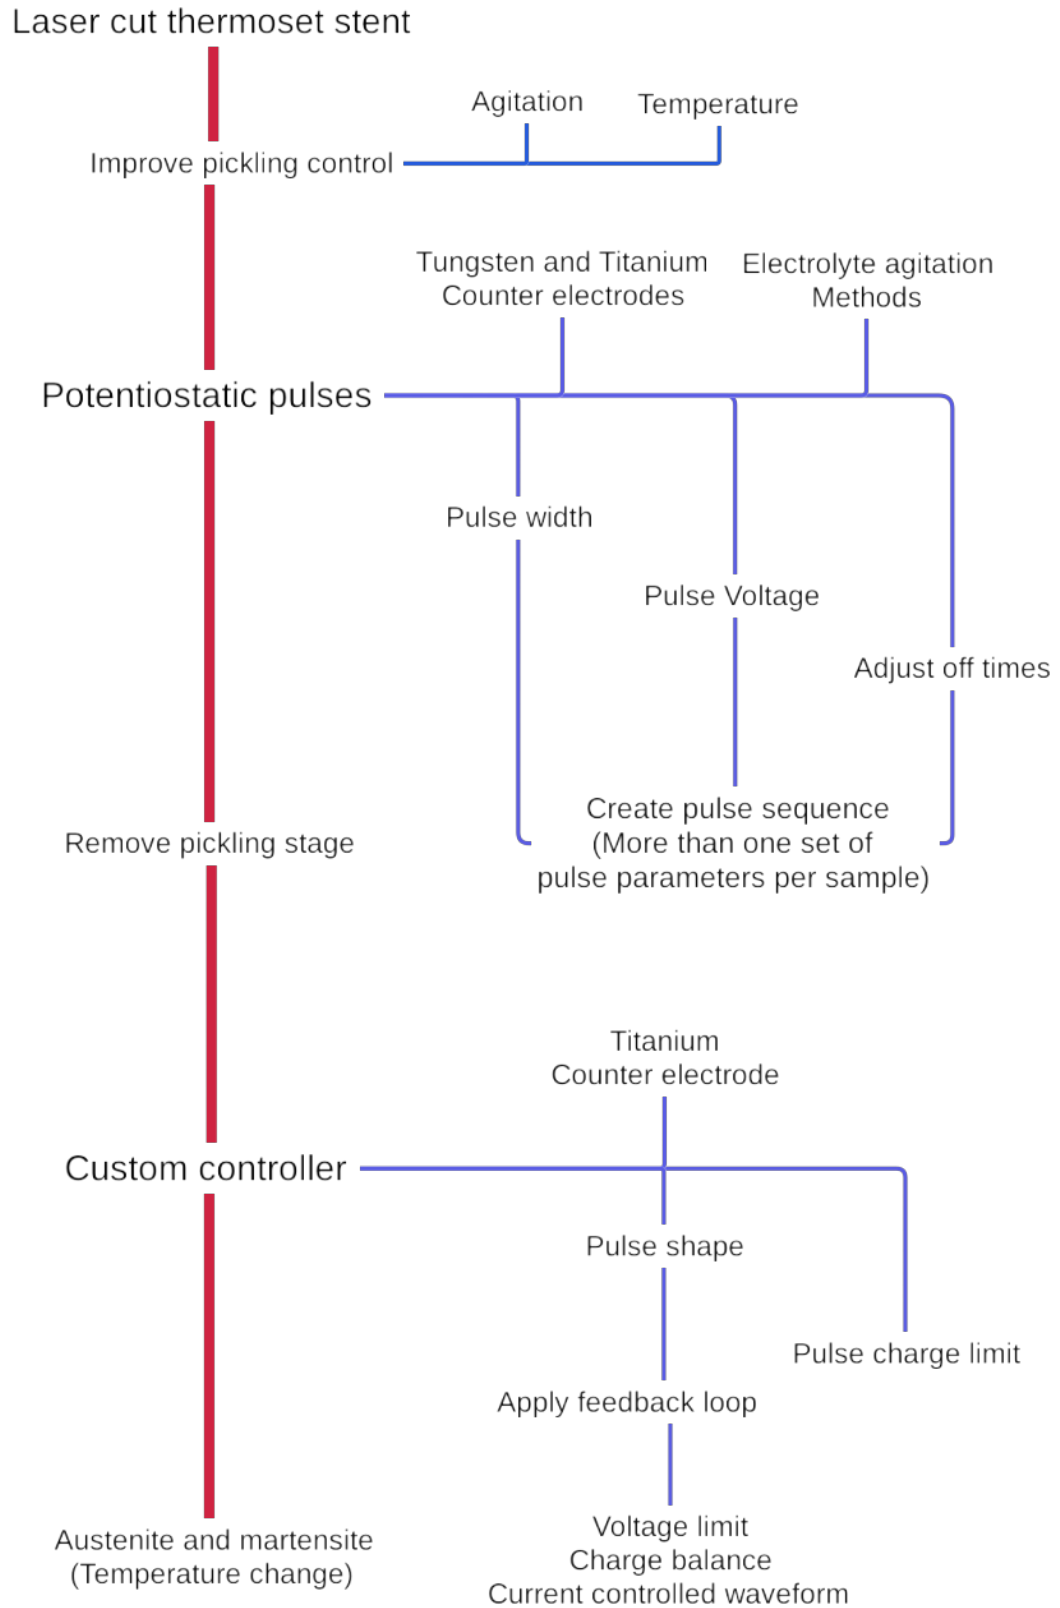 Laser cut thermoset stent
Agitation
Temperature
Improve pickling control
Tungsten and Titanium
Counter electrodes
Electrolyte agitation
Methods
Potentiostatic pulses
Pulse width
Pulse Voltage
Adjust off times
Remove pickling stage
Create pulse sequence
(More than one set of
pulse parameters per sample)
Titanium
Counter electrode
Custom controller
Pulse shape
Pulse charge limit
Apply feedback loop
Austenite and martensite
(Temperature change)
Voltage limit
Charge balance
Current controlled waveform